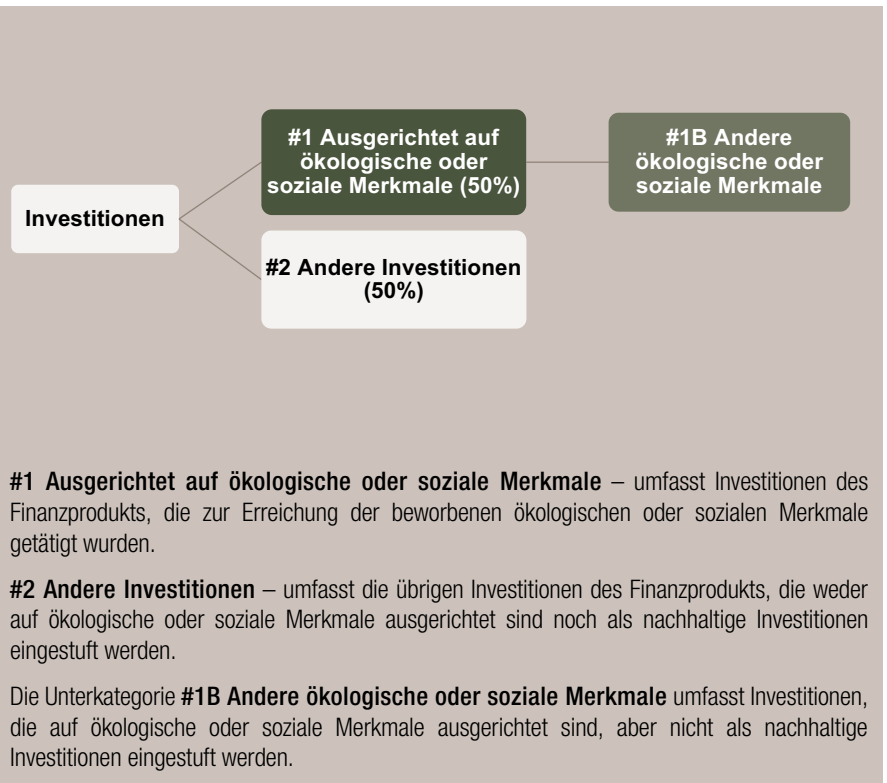 #1 Ausgerichtet auf
ökologische oder
soziale Merkmale (50%)
#1B Andere
ökologische oder
soziale Merkmale
Investitionen
#2 Andere Investitionen
(50%)
#1 Ausgerichtet auf ökologische oder soziale Merkmale – umfasst Investitionen des
Finanzprodukts, die zur Erreichung der beworbenen ökologischen oder sozialen Merkmale
getätigt wurden.
#2 Andere Investitionen – umfasst die übrigen Investitionen des Finanzprodukts, die weder
auf ökologische oder soziale Merkmale ausgerichtet sind noch als nachhaltige Investitionen
eingestuft werden.
Die Unterkategorie #1B Andere ökologische oder soziale Merkmale umfasst Investitionen,
die auf ökologische oder soziale Merkmale ausgerichtet sind, aber nicht als nachhaltige
Investitionen eingestuft werden.